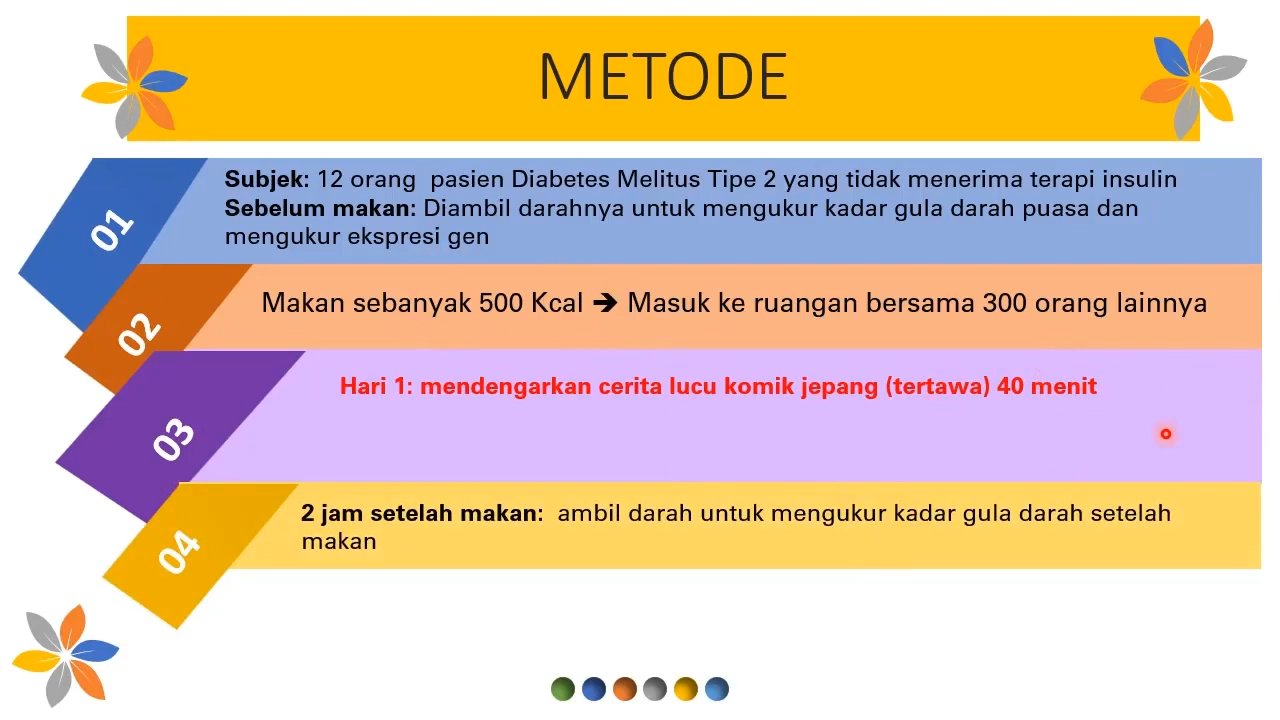 METODE
01
Subjek: 12 orang  pasien Diabetes Melitus Tipe 2 yang tidak menerima terapi insulin
Sebelum makan: Diambil darahnya untuk mengukur kadar gula darah puasa dan
mengukur ekspresi gen
02
Makan sebanyak 500 Kcal → Masuk ke ruangan bersama 300 orang lainnya
03
Hari 1: mendengarkan cerita lucu komik jepang (tertawa) 40 menit
04
2 jam setelah makan:  ambil darah untuk mengukur kadar gula darah setelah
makan